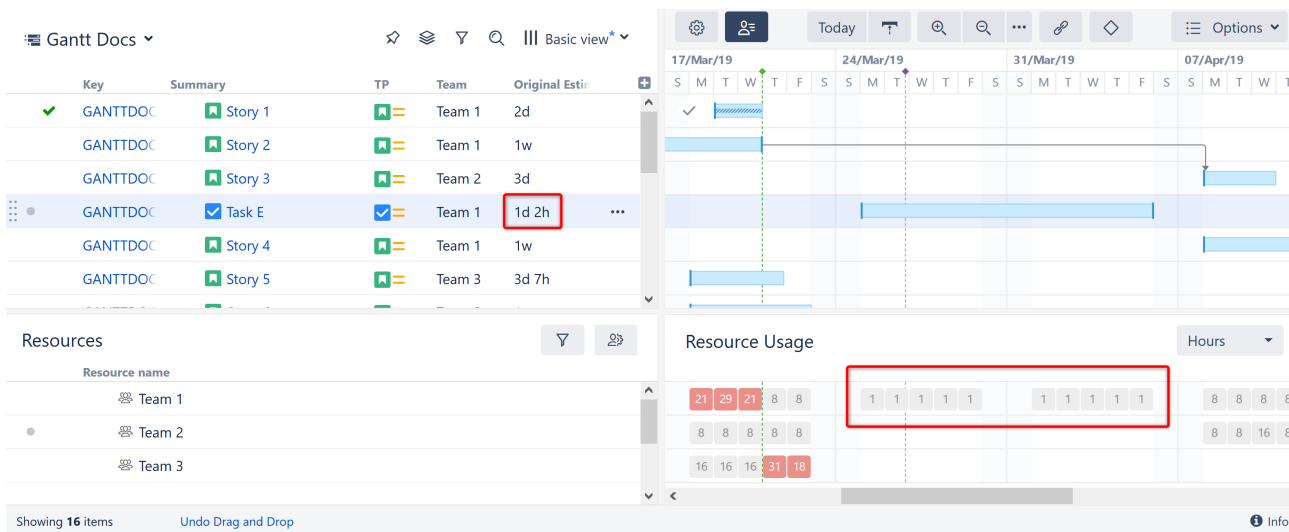 Gantt Docs
Basic view*
Today
Options
17/Mar/19 24/Mar/19 31/Mar/19 07/Apr/19
Key Summary TP Team Original Estin
S M T W T F S S M T W T F S S M T W T F S S M T W T
GANTTDOC Story 1 Team 1 2d
GANTTDOC Story 2 Team 1 1w
GANTTDOC Story 3 Team 2 3d
GANTTDOC Task E Team 1 1d 2h
GANTTDOC Story 4 Team 1 1w
GANTTDOC Story 5 Team 3 3d 7h
Resources
Resource Usage
Hours
Resource name
Team 1 21 29 21 8 8 1 1 1 1 1 1 1 1 1 1 8 8 8 8
Team 2 8 8 8 8 8 8 8 16 8
Team 3 16 16 16 31 18
Showing 16 items Undo Drag and Drop Info